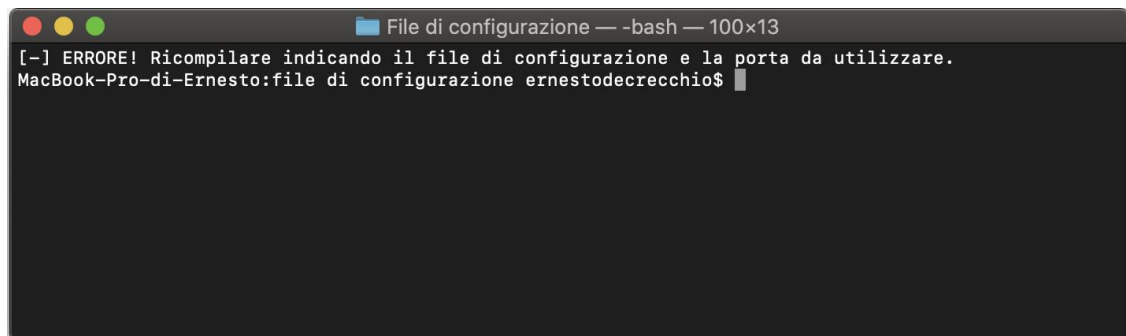 File di configurazione — -bash — 100×13
[-] ERRORE! Ricompilare indicando il file di configurazione e la porta da utilizzare.
MacBook-Pro-di-Ernesto:file di configurazione ernestodecrecchio$